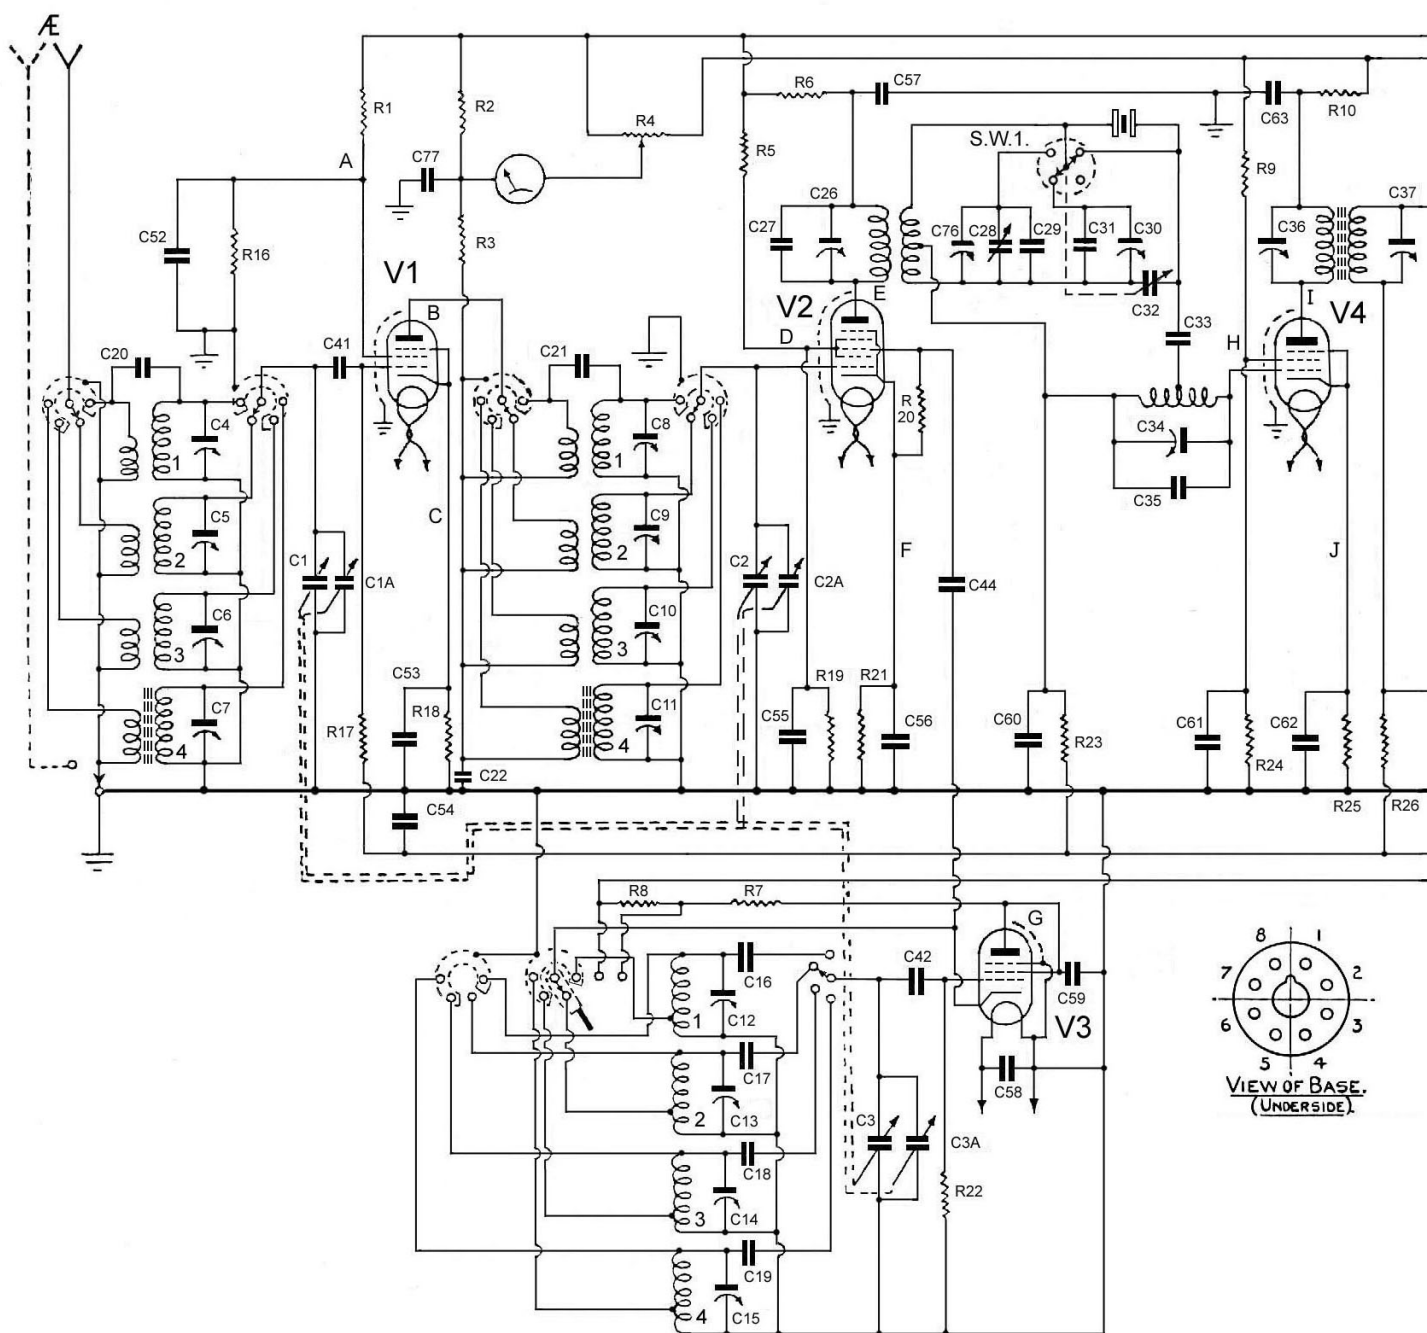 Æ
R1
R2
R4
R6
C57
C63
R10
R5
S.W.1.
R9
A
C77
C52
R16
R3
C27
C26
C76
C28
C29
C31
C30
C32
C36
C37
V1
B
V2
E
I
V4
D
C33
H
C20
C41
C21
R
20
C4
1
C8
1
C34
C35
C5
2
C
C9
2
F
J
C1
C1A
C2
C2A
C44
C6
3
C10
3
C53
R19
R21
C7
4
R17
R18
C11
4
C55
C56
C60
R23
C61
R24
C62
C22
C54
R25
R26
R8
R7
G
C42
C16
C59
1
C12
V3
C17
C58
2
C13
C3
C3A
C18
R22
3
C14
C19
4
C15
8 1
7 2
6 3
5 4
VIEW OF BASE.
(UNDERSIDE)